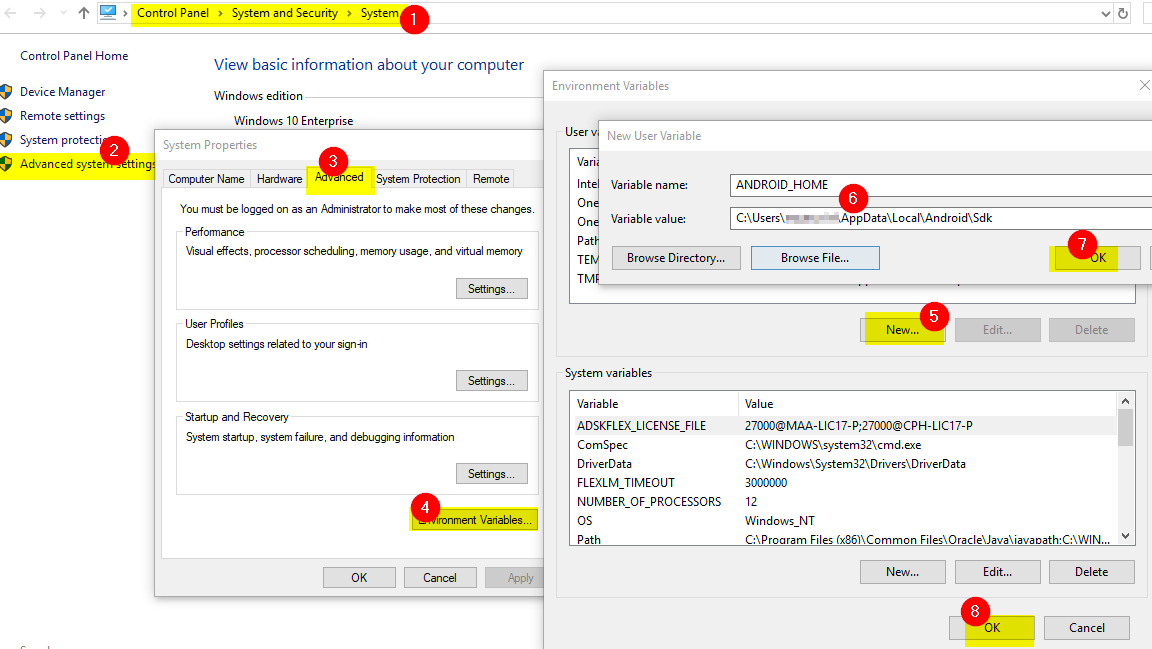 Control Panel > System and Security > System
1
Control Panel Home
Device Manager
Remote settings
System protectio
2
Advanced system settings
View basic information about your computer
Windows edition
Windows 10 Enterprise
System Properties
3
Computer Name
Hardware
Advanced
System Protection
Remote
You must be logged on as an Administrator to make most of these changes.
Performance
Visual effects, processor scheduling, memory usage, and virtual memory
Settings...
User Profiles
Desktop settings related to your sign-in
Settings...
Startup and Recovery
System startup, system failure, and debugging information
Settings...
4
Environment Variables...
OK
Cancel
Apply
Environment Variables
User va
Varia
Intel
One
One
Path
TEM
TMP
New User Variable
Variable name:
ANDROID_HOME
6
Variable value:
C:\Users\ \AppData\Local\Android\Sdk
Browse Directory...
Browse File...
7
OK
5
New...
Edit...
Delete
System variables
Variable Value
ADSKFLEX_LICENSE_FILE 27000@MAA-LIC17-P;27000@CPH-LIC17-P
ComSpec C:\WINDOWS\system32\cmd.exe
DriverData C:\Windows\System32\Drivers\DriverData
FLEXLM_TIMEOUT 3000000
NUMBER_OF_PROCESSORS 12
OS Windows_NT
Path C:\Program Files (x86)\Common Files\Oracle\Java\javapath;C:\WIN...
New...
Edit...
Delete
8
OK
Cancel